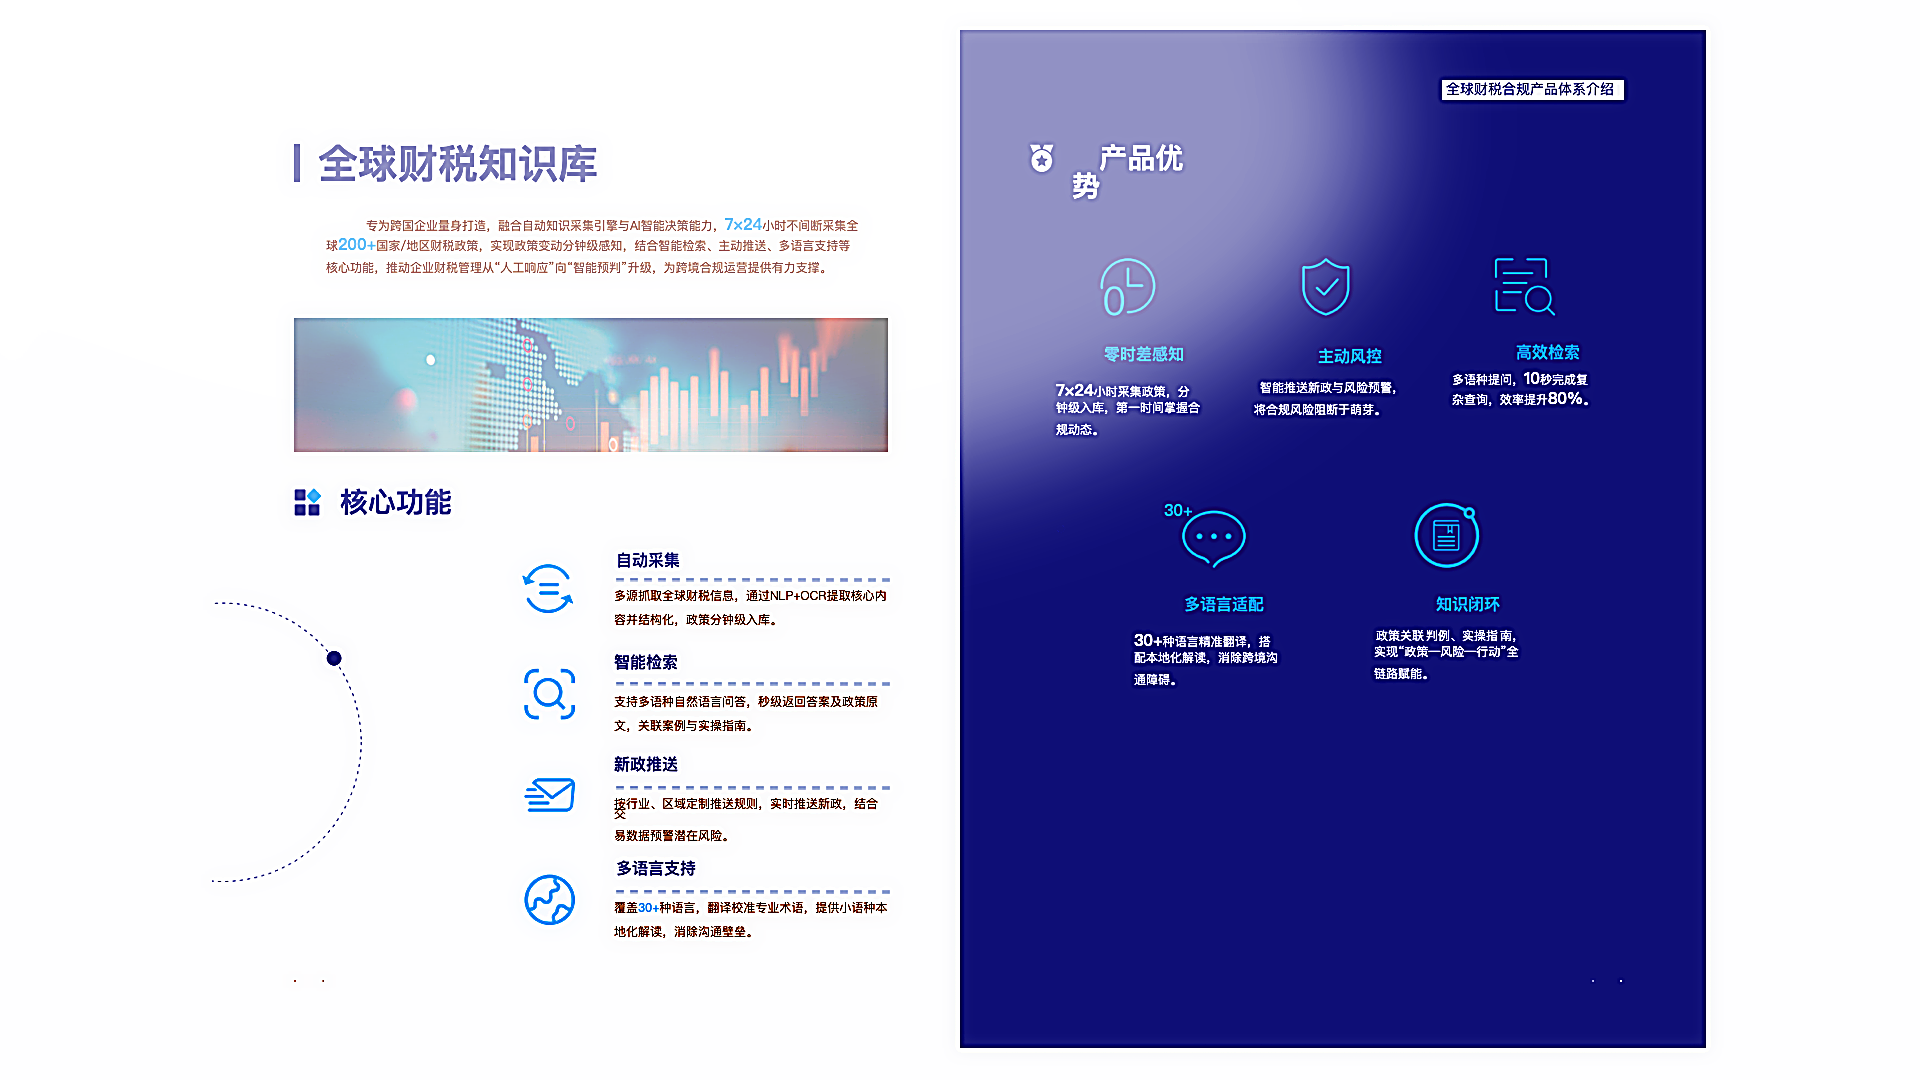 全球财税知识库
专为跨国企业量身打造，融合自动知识采集引擎与AI智能决策能力，7×24小时不间断采集全
球200+国家/地区财税政策，实现政策变动分钟级感知，结合智能检索、主动推送、多语言支持等
核心功能，推动企业财税管理从“人工响应”向“智能预判”升级，为跨境合规运营提供有力支撑。
核心功能
自动采集
多源抓取全球财税信息，通过NLP+OCR提取核心内
容并结构化，政策分钟级入库。
智能检索
支持多语种自然语言问答，秒级返回答案及政策原
文，关联案例与实操指南。
新政推送
按行业、区域定制推送规则，实时推送新政，结合
交
易数据预警潜在风险。
多语言支持
覆盖30+种语言，翻译校准专业术语，提供小语种本
地化解读，消除沟通壁垒。
全球财税合规产品体系介绍
产品优
势
0
零时差感知
7×24小时采集政策，分
钟级入库，第一时间掌握合
规动态。
主动风控
智能推送新政与风险预警，
将合规风险阻断于萌芽。
高效检索
多语种提问，10秒完成复
杂查询，效率提升80%。
30+
多语言适配
30+种语言精准翻译，搭
配本地化解读，消除跨境沟
通障碍。
知识闭环
政策关联判例、实操指南，
实现“政策—风险—行动”全
链路赋能。